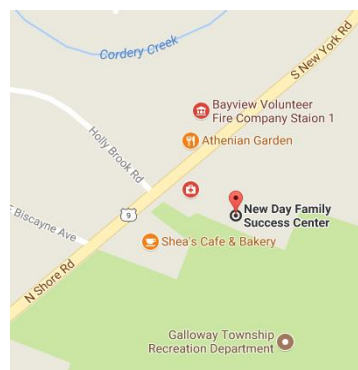 Cordery Creek
S New York Rd
Bayview Volunteer
Fire Company Staion 1
Athenian Garden
Holly Brook Rd
New Day Family
Success Center
9
E Biscayne Ave
Shea's Cafe & Bakery
N Shore Rd
Galloway Township
Recreation Department